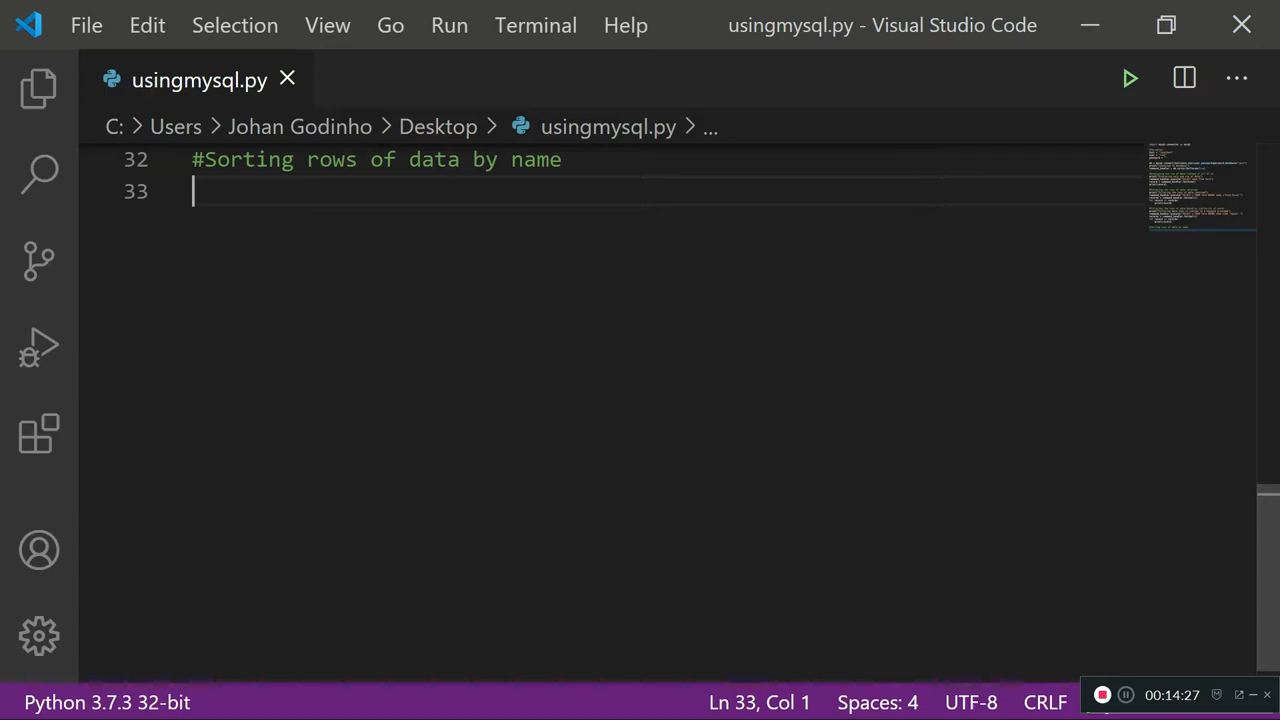 File Edit Selection View Go Run Terminal Help usingmysql.py - Visual Studio Code
usingmysql.py
C: Users Johan Godinho Desktop usingmysql.py ...
32 #Sorting rows of data by name
33
Python 3.7.3 32-bit Ln 33, Col 1 Spaces: 4 UTF-8 CRLF 00:14:27